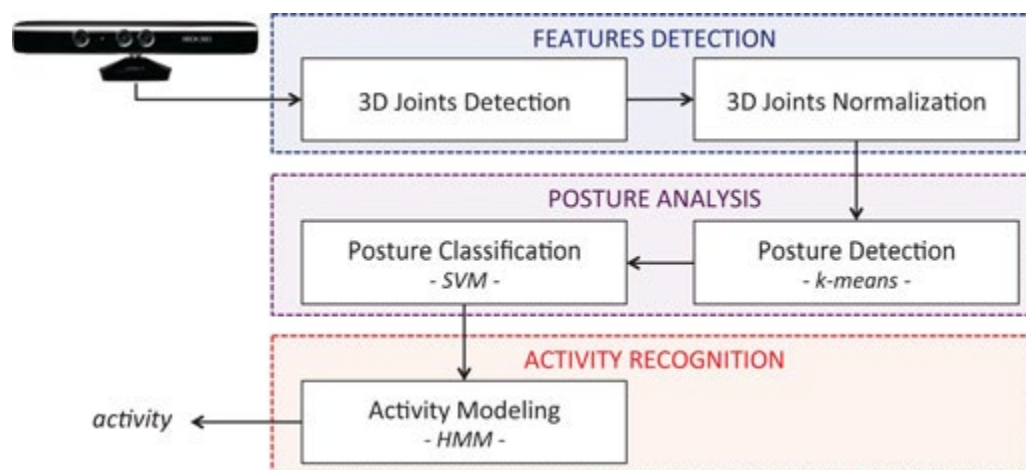 FEATURES DETECTION
3D Joints Detection
3D Joints Normalization
POSTURE ANALYSIS
Posture Classification
- SVM -
Posture Detection
- k-means -
ACTIVITY RECOGNITION
Activity Modeling
- HMM -
activity